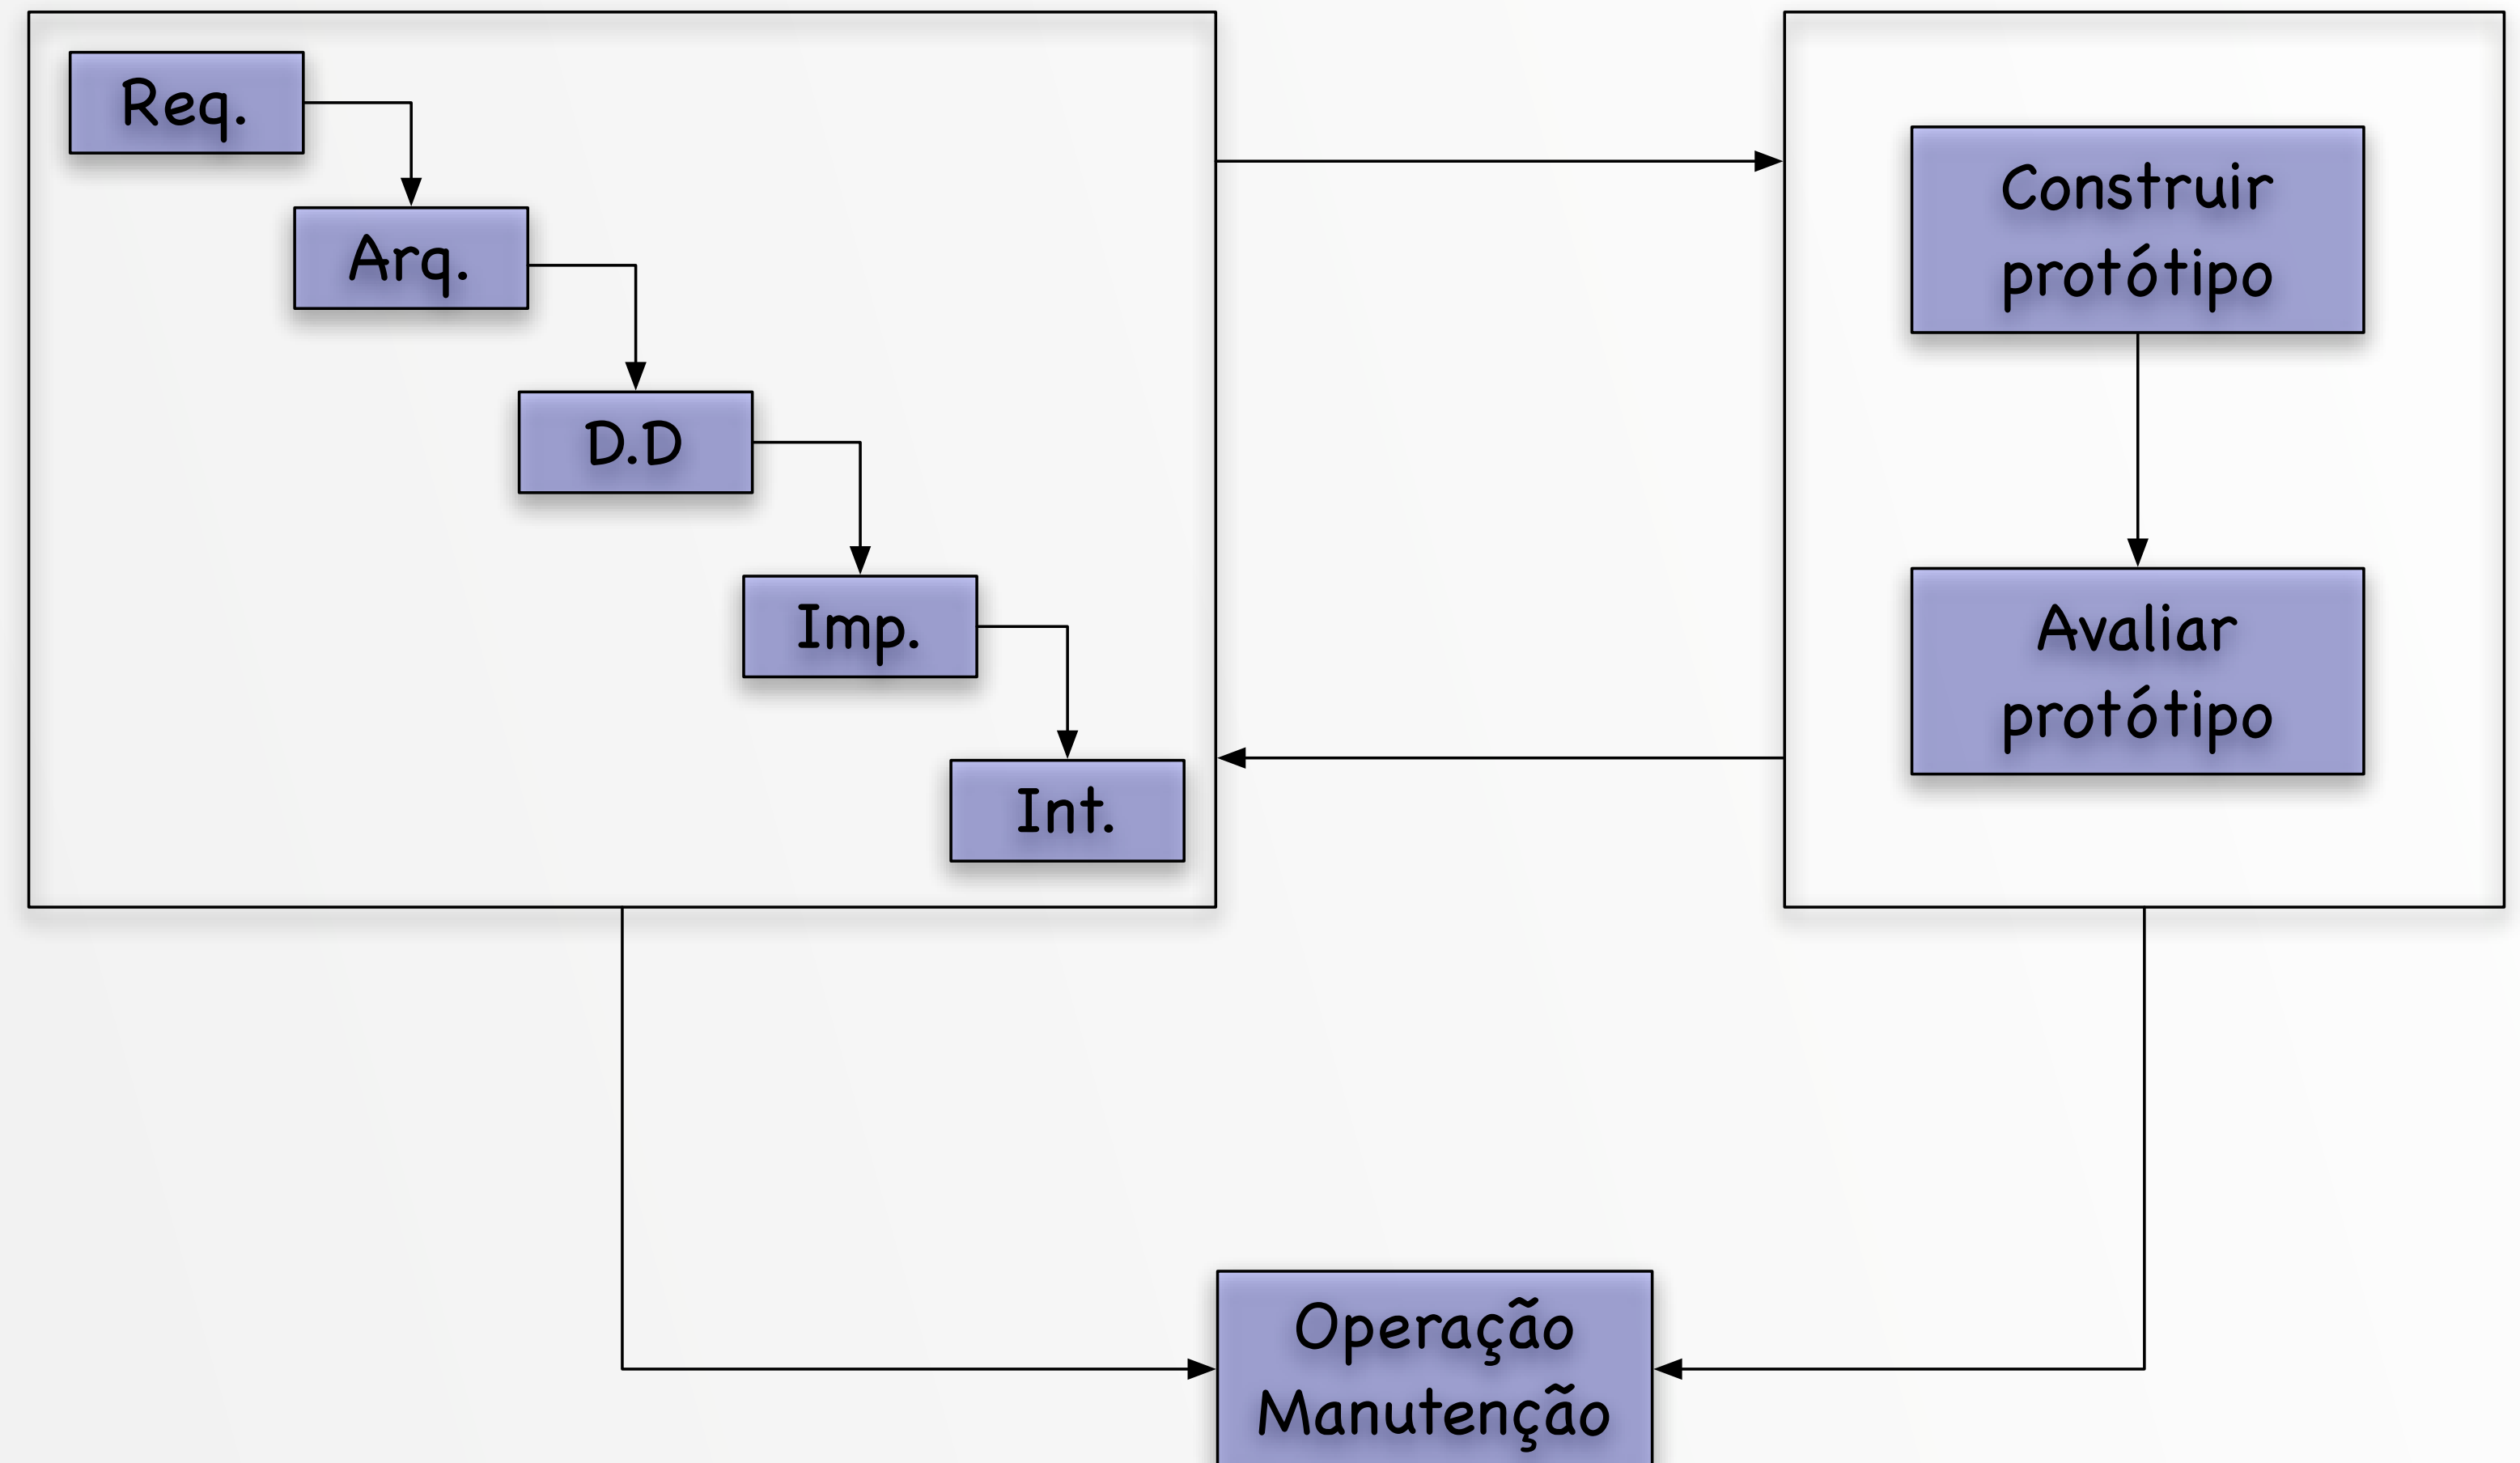 Req.
Arq.
D.D
Imp.
Int.
Construir
protótipo
Avaliar
protótipo
Operação
Manutenção